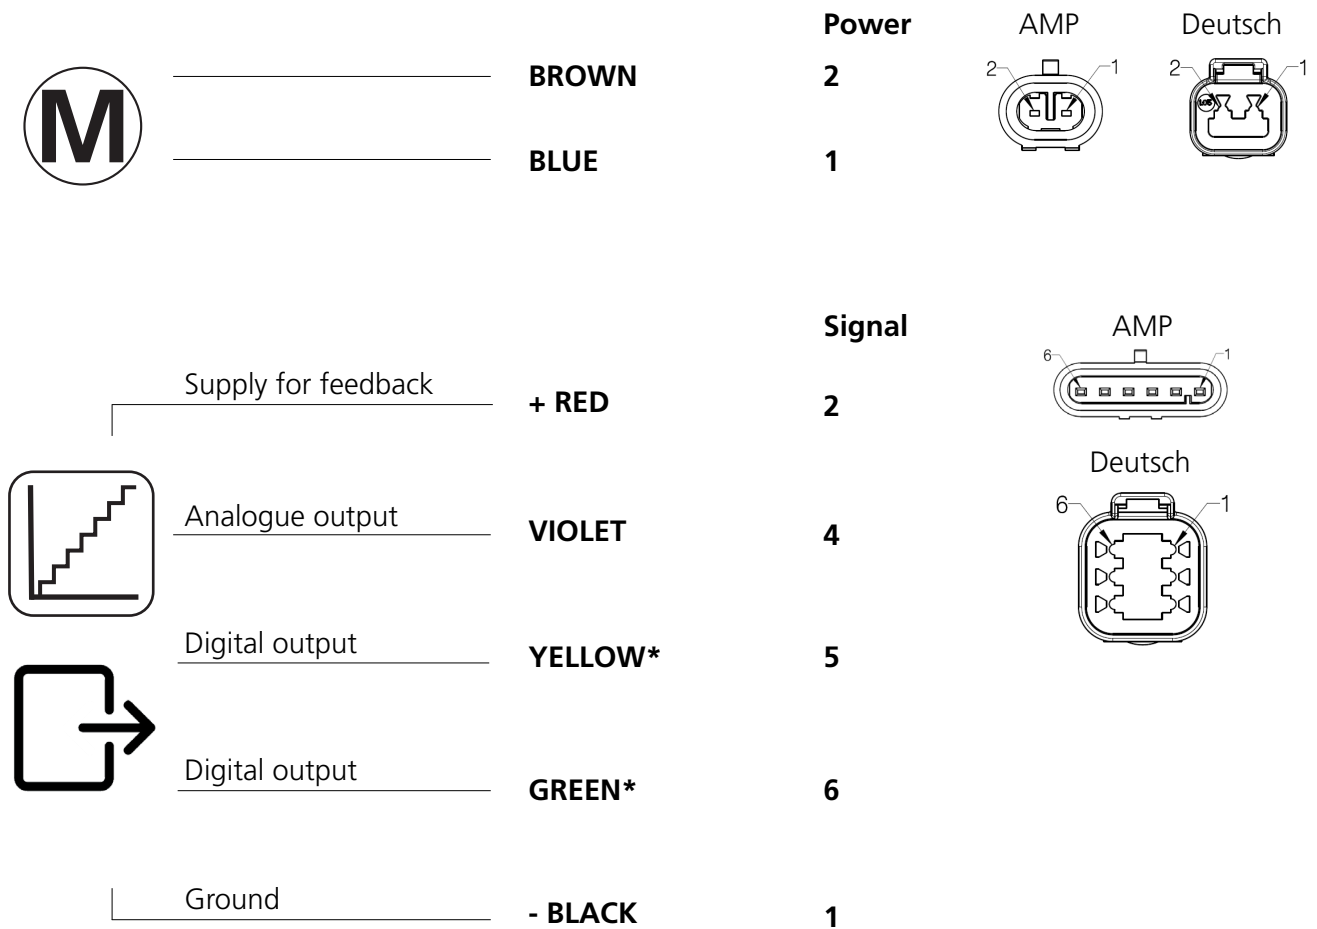 Power AMP Deutsch
M BROWN 2 2 1 2 1
BLUE 1
Signal AMP
6 1
Supply for feedback + RED 2
Deutsch
Analogue output VIOLET 4 6 1
Digital output YELLOW* 5
Digital output GREEN* 6
Ground - BLACK 1